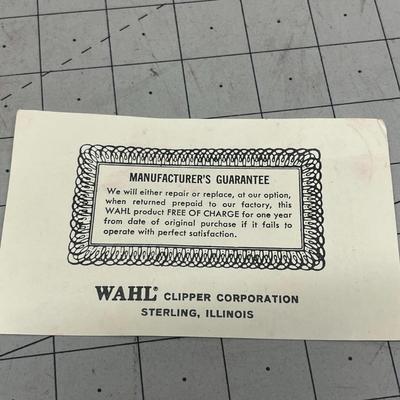 MANUFACTURER'S GUARANTEE
We will either repair or replace, at our option,
when returned prepaid to our factory, this
WAHL product FREE OF CHARGE for one year
from date of original purchase if it fails to
operate with perfect satisfaction.
WAHL® CLIPPER CORPORATION
STERLING, ILLINOIS